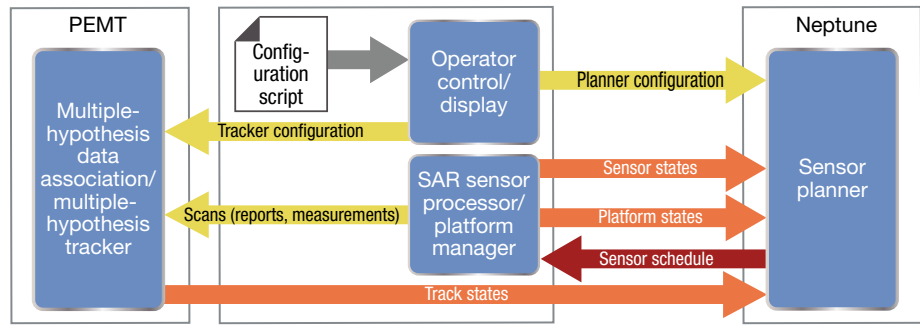 PEMT
Neptune
Config-
uration
script
Operator
control/
display
Planner configuration
Multiple-
hypothesis
data
association/
multiple-
hypothesis
tracker
Tracker configuration
SAR sensor
processor/
platform
manager
Sensor states
Sensor
planner
Scans (reports, measurements)
Platform states
Sensor schedule
Track states